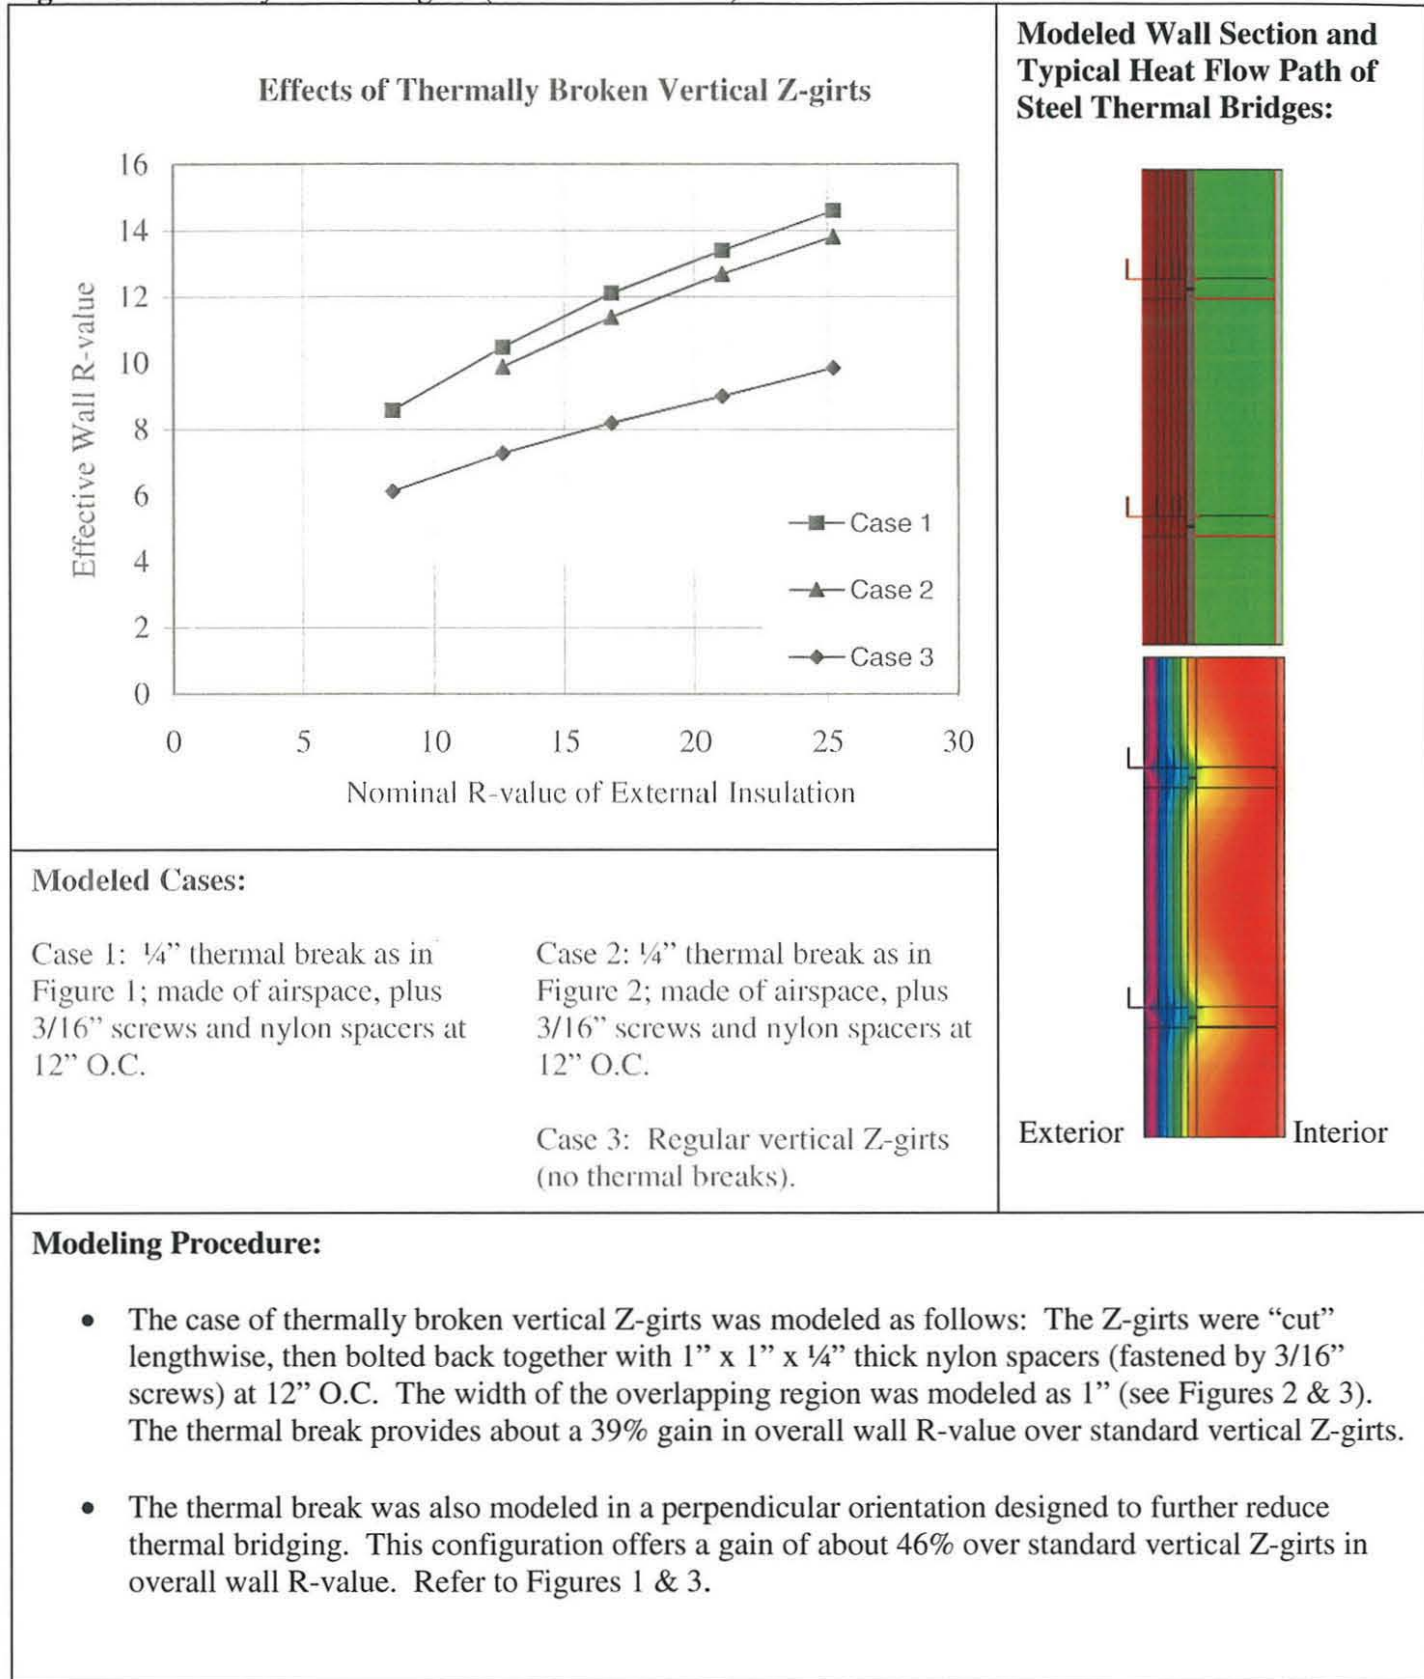 Effects of Thermally Broken Vertical Z-girts
16
14
12
10
8
6
4
2
0
Effective Wall R-value
0 5 10 15 20 25 30
Nominal R-value of External Insulation
Case 1
Case 2
Case 3
Modeled Wall Section and
Typical Heat Flow Path of
Steel Thermal Bridges:
Exterior
Interior
Modeled Cases:
Case 1: ¼” thermal break as in
Figure 1; made of airspace, plus
3/16” screws and nylon spacers at
12” O.C.
Case 2: ¼” thermal break as in
Figure 2; made of airspace, plus
3/16” screws and nylon spacers at
12” O.C.
Case 3: Regular vertical Z-girts
(no thermal breaks).
Modeling Procedure:
• The case of thermally broken vertical Z-girts was modeled as follows: The Z-girts were “cut”
lengthwise, then bolted back together with 1” x 1” x ¼” thick nylon spacers (fastened by 3/16”
screws) at 12” O.C. The width of the overlapping region was modeled as 1” (see Figures 2 & 3).
The thermal break provides about a 39% gain in overall wall R-value over standard vertical Z-girts.
• The thermal break was also modeled in a perpendicular orientation designed to further reduce
thermal bridging. This configuration offers a gain of about 46% over standard vertical Z-girts in
overall wall R-value. Refer to Figures 1 & 3.